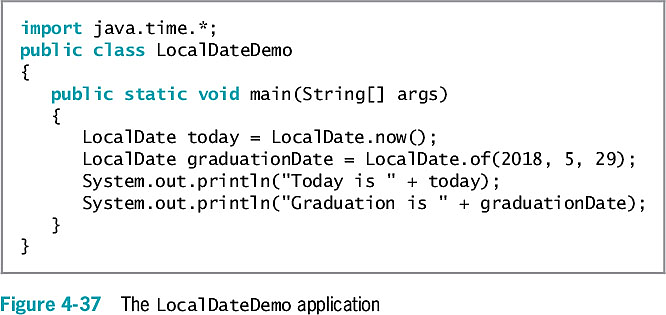 import java.time.*;
public class LocalDateDemo
{
   public static void main(String[] args)
   {
      LocalDate today = LocalDate.now();
      LocalDate graduationDate = LocalDate.of(2018, 5, 29);
      System.out.println("Today is " + today);
      System.out.println("Graduation is " + graduationDate);
   }
}
Figure 4-37 The LocalDateDemo application